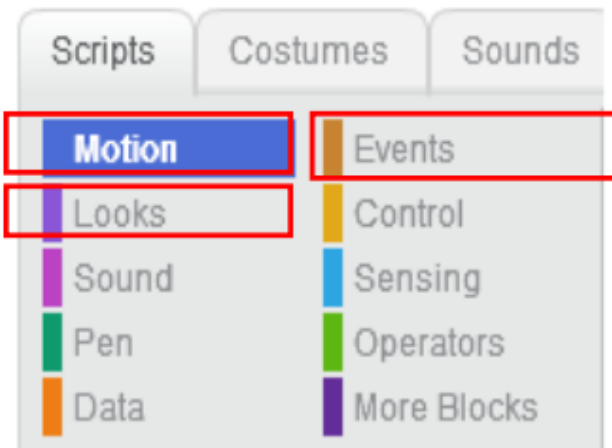 Scripts Costumes Sounds
Motion Events
Looks Control
Sound Sensing
Pen Operators
Data More Blocks